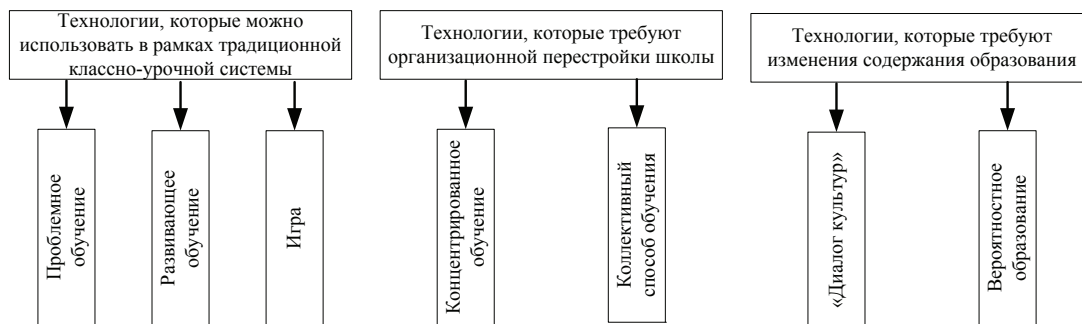 Технологии, которые можно
использовать в рамках традиционной
классно-урочной системы
Технологии, которые требуют
организационной перестройки школы
Технологии, которые требуют
изменения содержания образования
Проблемное
обучение
Развивающее
обучение
Игра
Концентрированное
обучение
Коллективный
способ обучения
«Диалог культур»
Вероятностное
образование